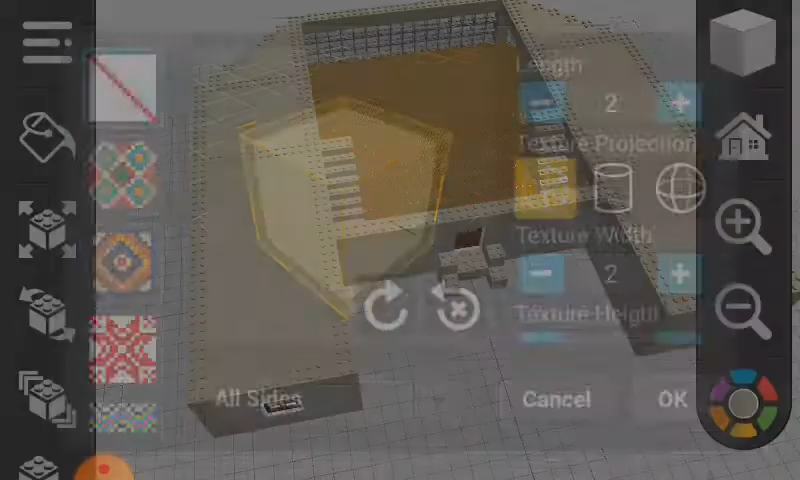 Length
2
Texture Projection
Texture Width
2
Texture Height
All Sides
Cancel
OK